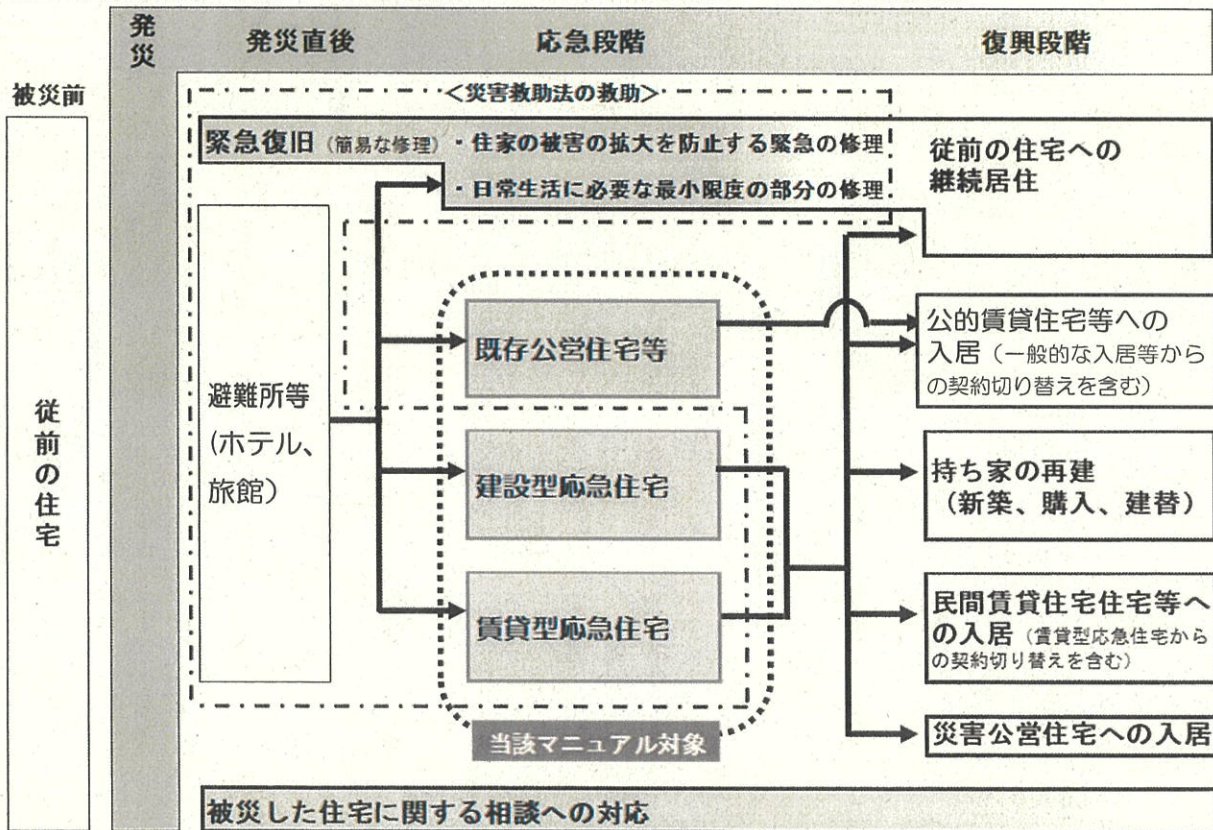 発災
発災直後
応急段階
復興段階
被災前
従前の住宅
<災害救助法の救助>
緊急復旧（簡易な修理）・住家の被害の拡大を防止する緊急の修理
・日常生活に必要な最小限度の部分の修理
従前の住宅への
継続居住
避難所等
(ホテル、
旅館）
既存公営住宅等
建設型応急住宅
賃貸型応急住宅
当該マニュアル対象
公的賃貸住宅等への
入居（一般的な入居等から
の契約切り替えを含む）
持ち家の再建
（新築、購入、建替）
民間賃貸住宅住宅等へ
の入居（賃貸型応急住宅から
の契約切り替えを含む）
災害公営住宅への入居
被災した住宅に関する相談への対応